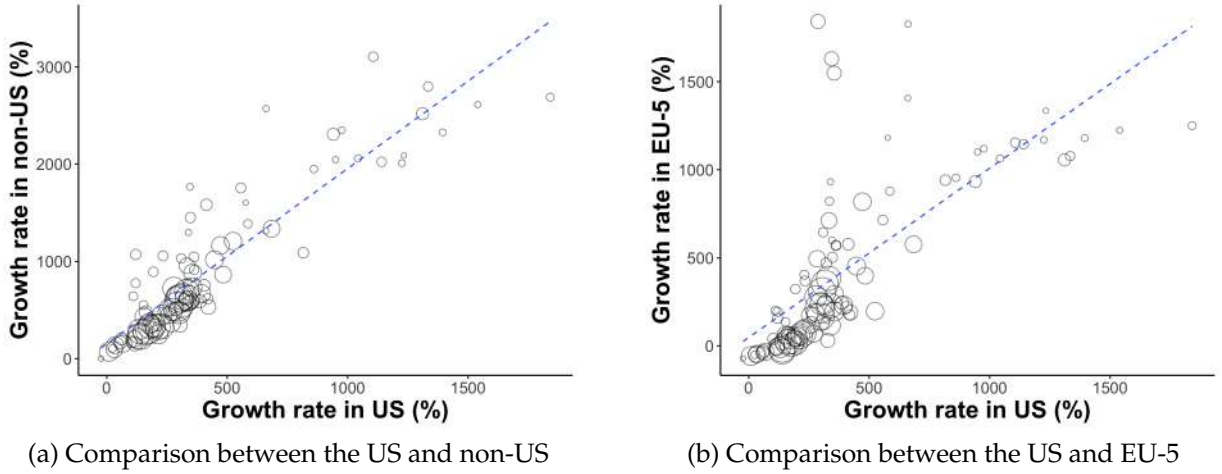 Growth rate in non-US (%)
3000
2000
1000
0
0 500 1000 1500
Growth rate in US (%)
(a) Comparison between the US and non-US
Growth rate in EU-5 (%)
1500
1000
500
0
0 500 1000 1500
Growth rate in US (%)
(b) Comparison between the US and EU-5